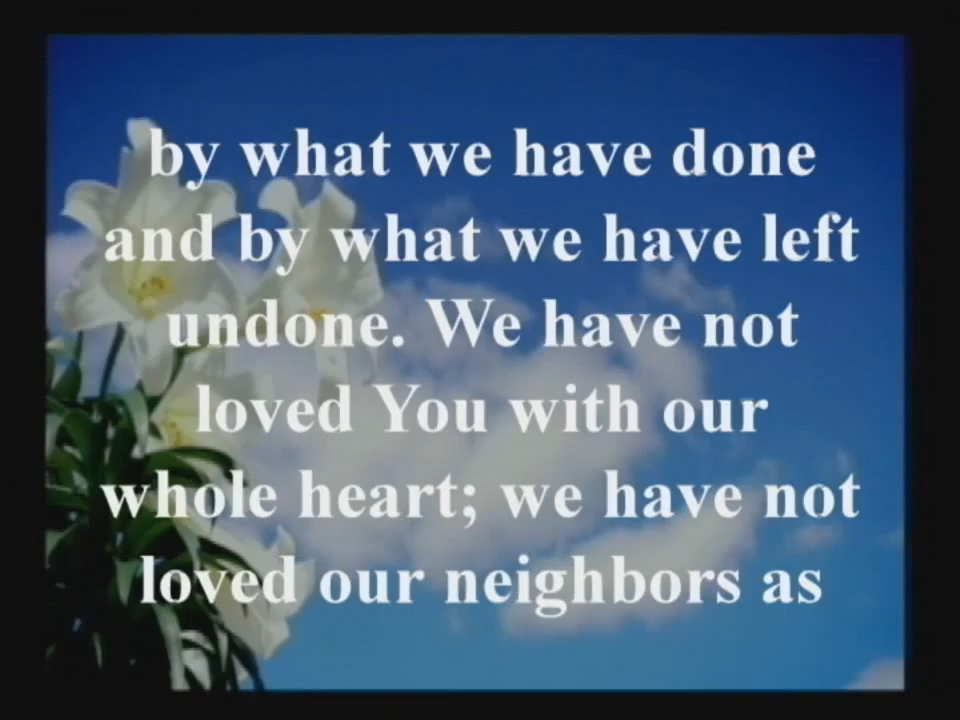 by what we have done
and by what we have left
undone. We have not
loved You with our
whole heart; we have not
loved our neighbors as